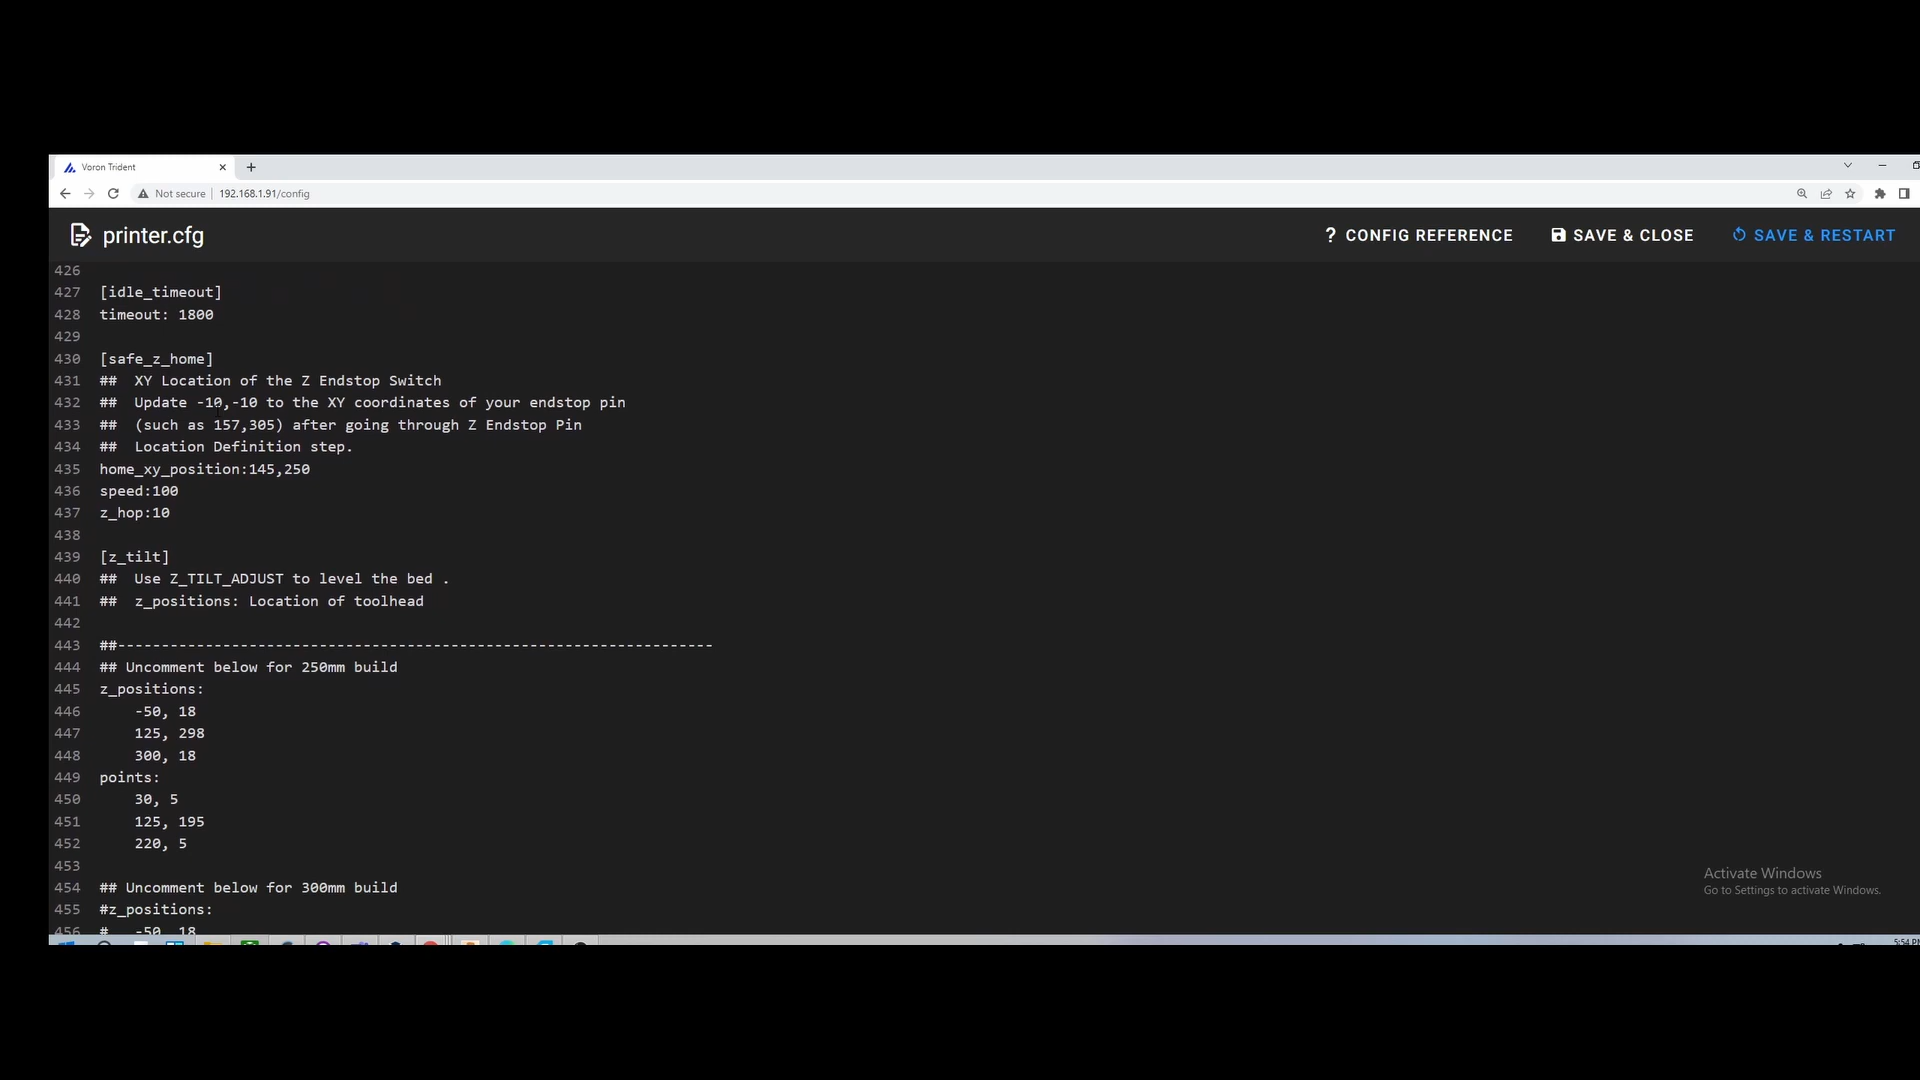 Voron Trident
Not secure | 192.168.1.91/config
printer.cfg
? CONFIG REFERENCE
SAVE & CLOSE
SAVE & RESTART
426
427 [idle_timeout]
428 timeout: 1800
429
430 [safe_z_home]
431 ##  XY Location of the Z Endstop Switch
432 ##  Update -10,-10 to the XY coordinates of your endstop pin
433 ##  (such as 157,305) after going through Z Endstop Pin
434 ##  Location Definition step.
435 home_xy_position:145,250
436 speed:100
437 z_hop:10
438
439 [z_tilt]
440 ##  Use Z_TILT_ADJUST to level the bed .
441 ##  z_positions: Location of toolhead
442
443 ##--------------------------------------------------------------------
444 ## Uncomment below for 250mm build
445 z_positions:
446     -50, 18
447     125, 298
448     300, 18
449 points:
450     30, 5
451     125, 195
452     220, 5
453
454 ## Uncomment below for 300mm build
455 #z_positions:
456 #   -50, 18
Activate Windows
Go to Settings to activate Windows.
5:54 PM